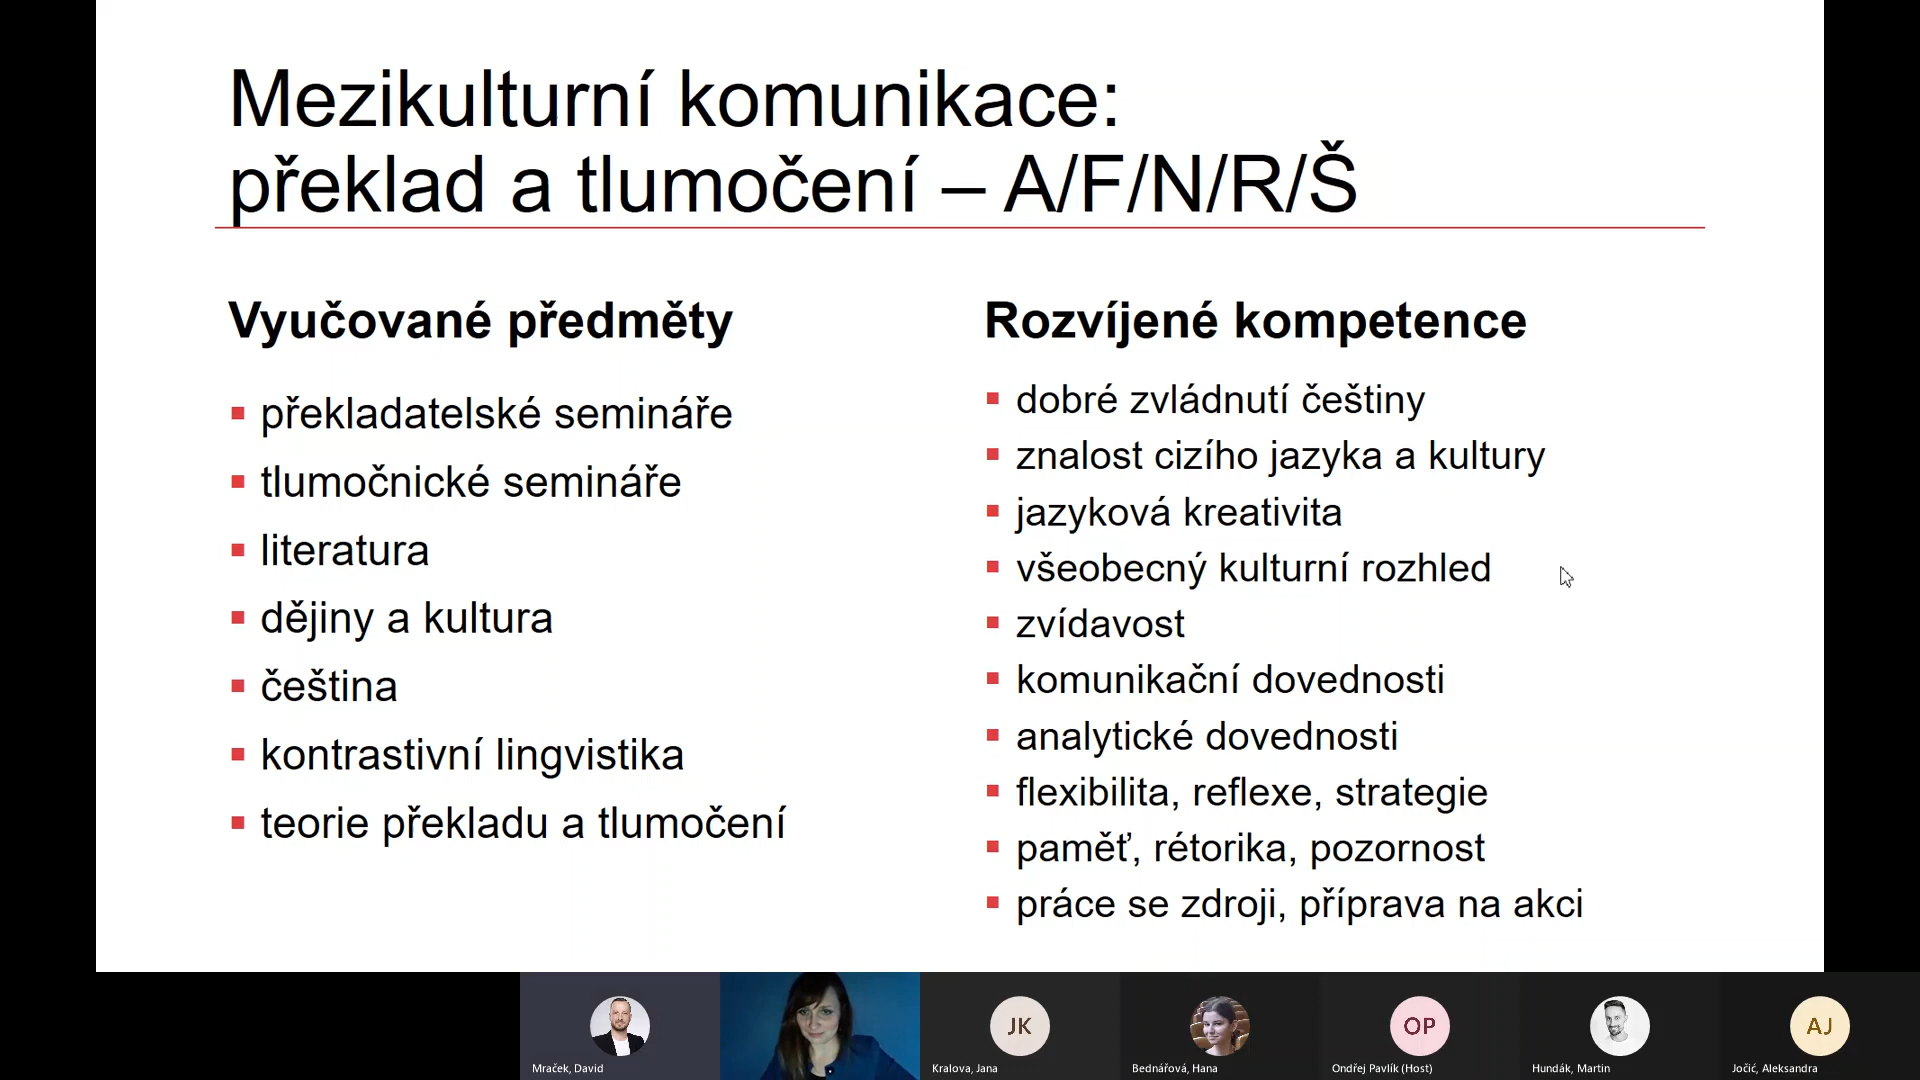 Mezikulturní komunikace:
překlad a tlumočení – A/F/N/R/Š
Vyučované předměty
překladatelské semináře
tlumočnické semináře
literatura
dějiny a kultura
čeština
kontrastivní lingvistika
teorie překladu a tlumočení
Rozvíjené kompetence
dobré zvládnutí češtiny
znalost cizího jazyka a kultury
jazyková kreativita
všeobecný kulturní rozhled
zvídavost
komunikační dovednosti
analytické dovednosti
flexibilita, reflexe, strategie
paměť, rétorika, pozornost
práce se zdroji, příprava na akci
Mraček, David
JK
Kralova, Jana
Bednářová, Hana
OP
Ondřej Pavlík (Host)
Hundák, Martin
AJ
Jočić, Aleksandra